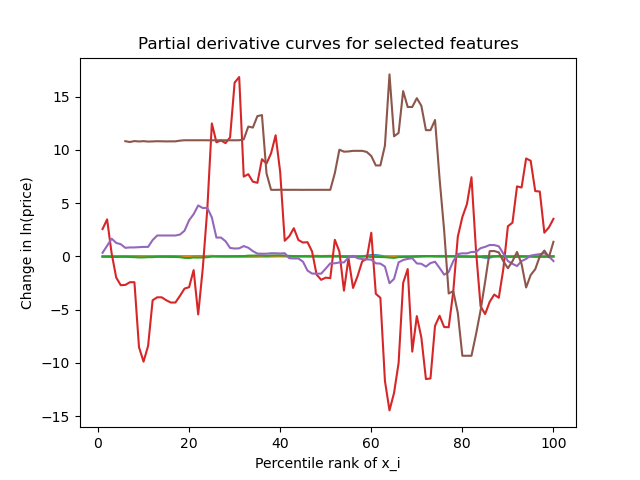 Partial derivative curves for selected features
Change in ln(price)
15
10
5
0
−5
−10
−15
0 20 40 60 80 100
Percentile rank of x_i